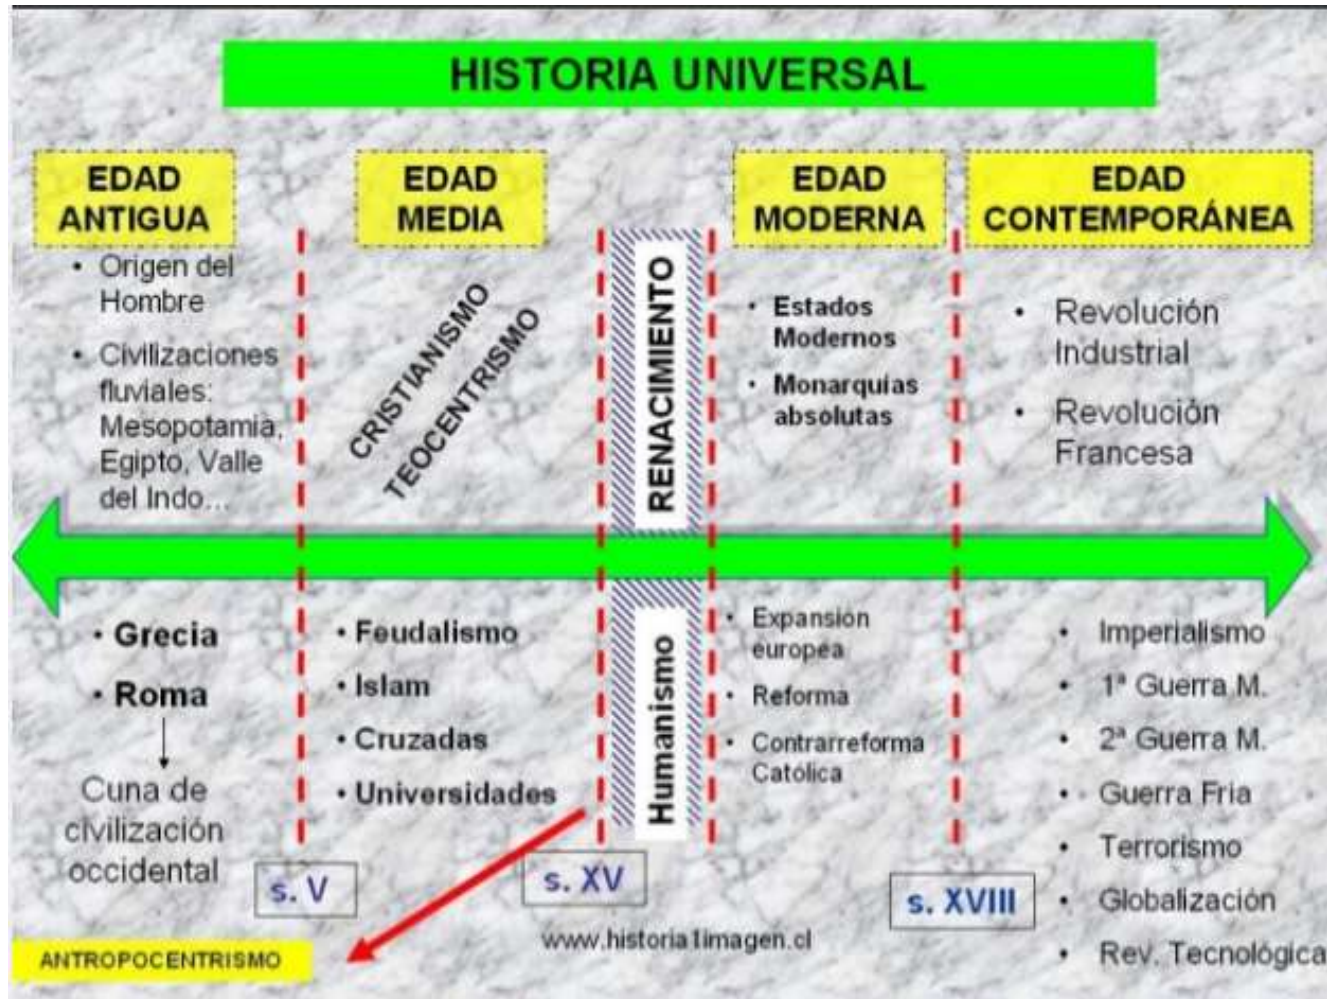 HISTORIA UNIVERSAL
EDAD
ANTIGUA
• Origen del
Hombre
• Civilizaciones
fluviales:
Mesopotamia,
Egipto, Valle
del Indo...
• Grecia
• Roma
Cuna de
civilización
occidental
EDAD
MEDIA
CRISTIANISMO
TEOCENTRISMO
• Feudalismo
• Islam
• Cruzadas
• Universidades
RENACIMIENTO
Humanismo
EDAD
MODERNA
• Estados
Modernos
• Monarquías
absolutas
• Expansión
europea
• Reforma
• Contrarreforma
Católica
EDAD
CONTEMPORÁNEA
• Revolución
Industrial
• Revolución
Francesa
• Imperialismo
• 1ª Guerra M.
• 2ª Guerra M.
• Guerra Fria
• Terrorismo
• Globalización
• Rev. Tecnológica
s. V
s. XV
s. XVIII
www.historia1imagen.cl
ANTROPOCENTRISMO